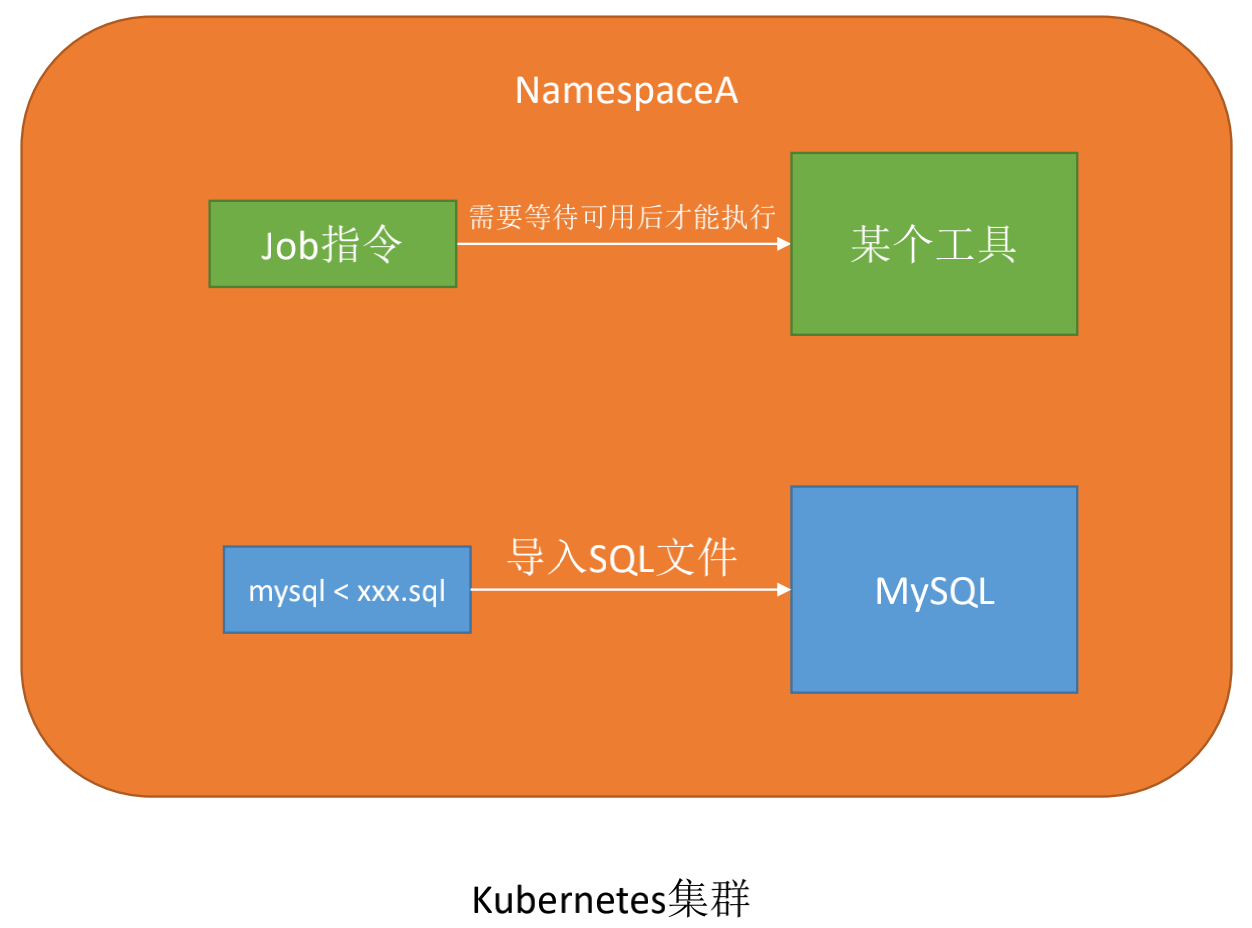 NamespaceA
Job指令
需要等待可用后才能执行
某个工具
mysql < xxx.sql
导入SQL文件
MySQL
Kubernetes集群